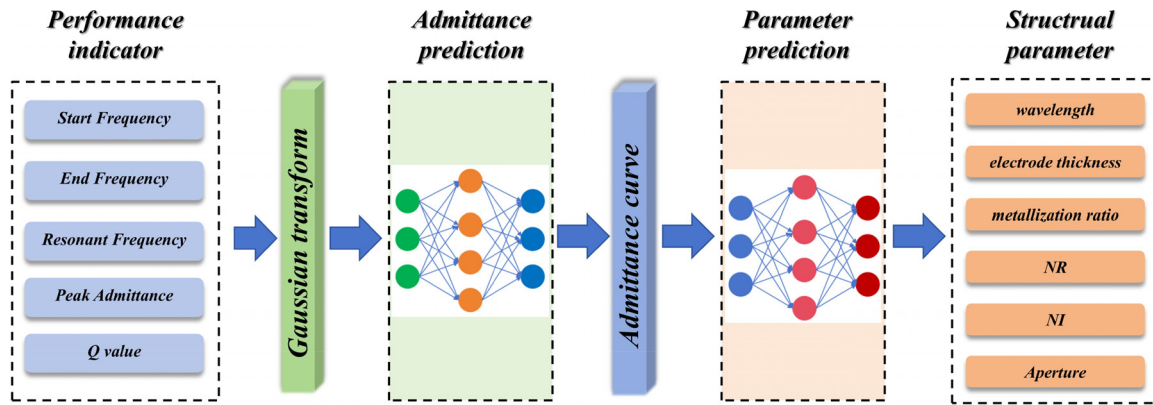 Performance
indicator
Start Frequency
End Frequency
Resonant Frequency
Peak Admittance
Q value
Gaussian transform
Admittance
prediction
Admittance curve
Parameter
prediction
Structrual
parameter
wavelength
electrode thickness
metallization ratio
NR
NI
Aperture